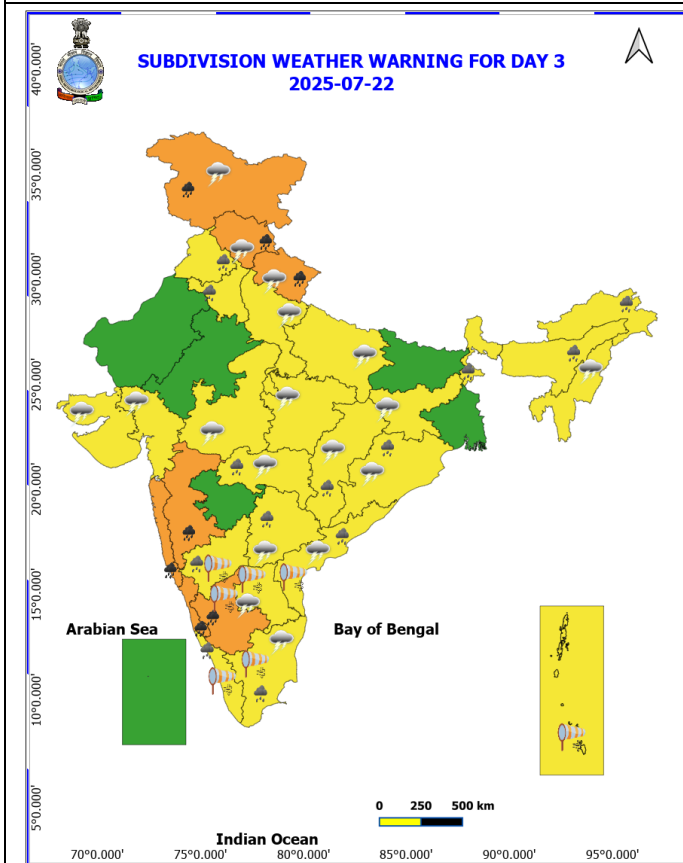 SUBDIVISION WEATHER WARNING FOR DAY 3
2025-07-22
40°0.000'
35°0.000'
30°0.000'
25°0.000'
20°0.000'
15°0.000'
10°0.000'
5°0.000'
Arabian Sea
Bay of Bengal
0 250 500 km
Indian Ocean
70°0.000' 75°0.000' 80°0.000' 85°0.000' 90°0.000' 95°0.000'